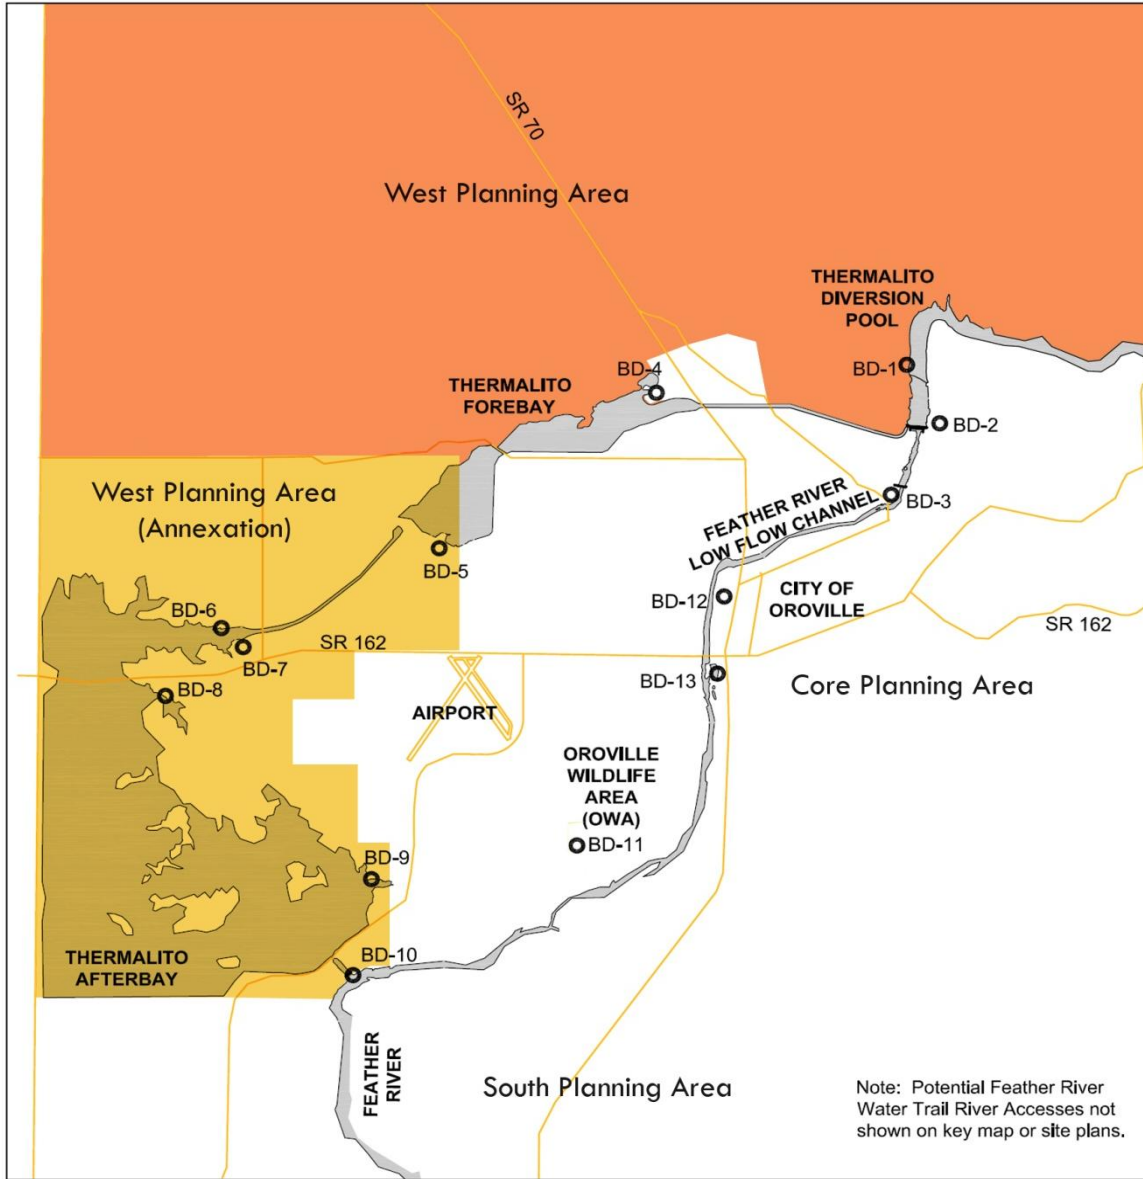 SR 70
West Planning Area
THERMALITO
DIVERSION
POOL
BD-1
BD-4
THERMALITO
FOREBAY
BD-2
West Planning Area
(Annexation)
BD-3
FEATHER RIVER
LOW FLOW CHANNEL
BD-5
BD-6
BD-12
CITY OF
OROVILLE
SR 162
SR 162
BD-7
BD-8
BD-13
Core Planning Area
AIRPORT
OROVILLE
WILDLIFE
AREA
(OWA)
BD-11
BD-9
THERMALITO
AFTERBAY
BD-10
FEATHER
RIVER
South Planning Area
Note: Potential Feather River
Water Trail River Accesses not
shown on key map or site plans.